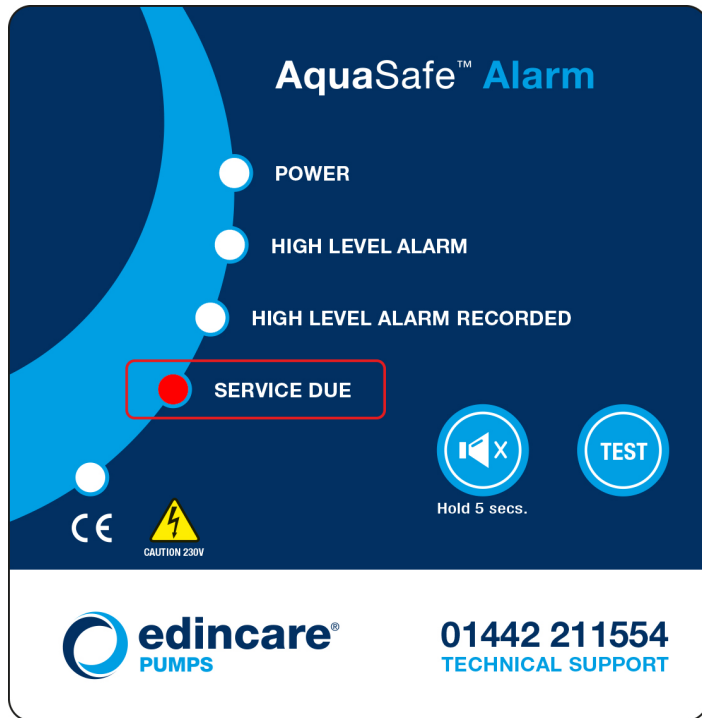 AquaSafe™ Alarm
POWER
HIGH LEVEL ALARM
HIGH LEVEL ALARM RECORDED
SERVICE DUE
TEST
Hold 5 secs.
CE
CAUTION 230V
edincare®
PUMPS
01442 211554
TECHNICAL SUPPORT